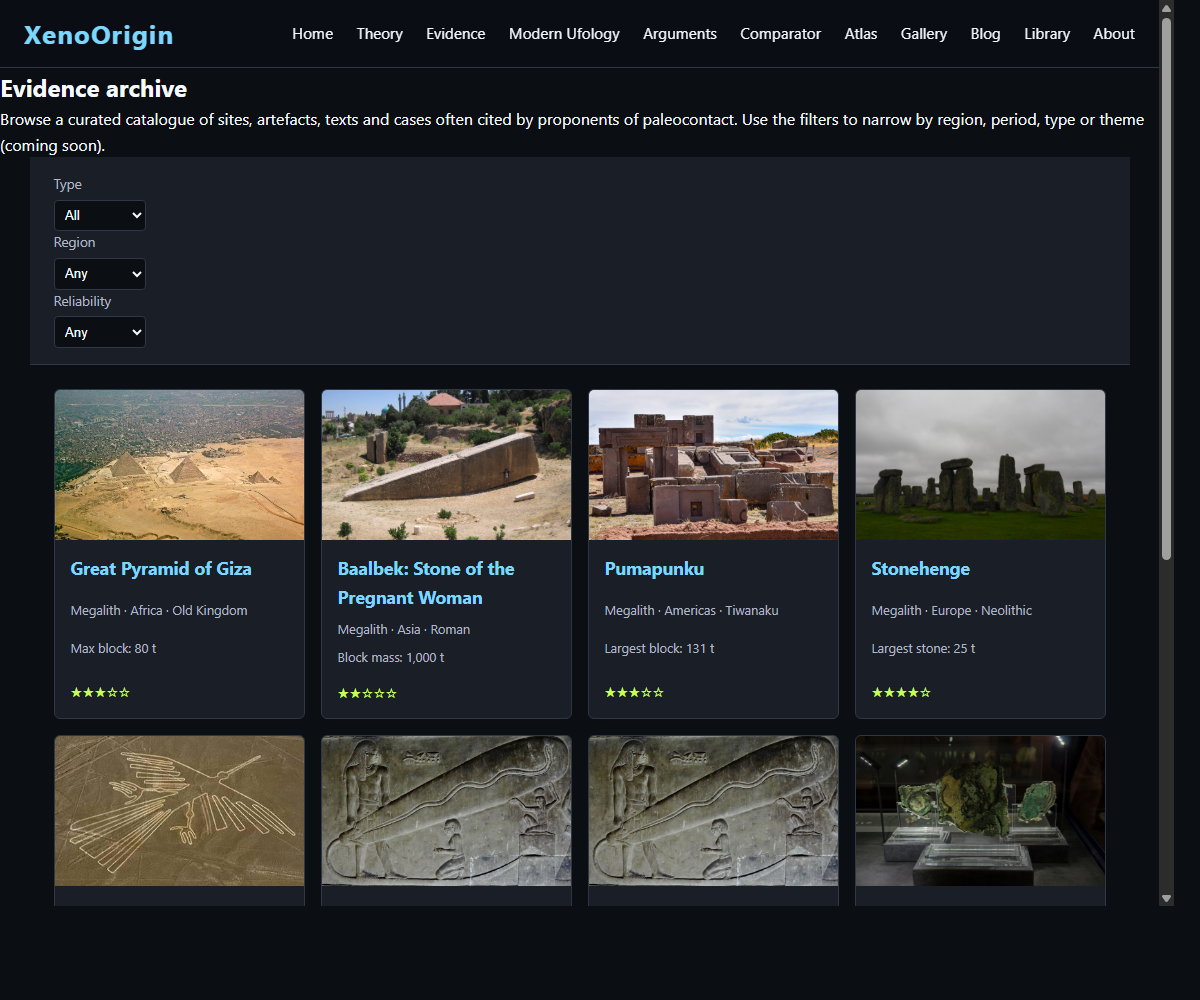 XenoOrigin
Home Theory Evidence Modern Ufology Arguments Comparator Atlas Gallery Blog Library About
Evidence archive
Browse a curated catalogue of sites, artefacts, texts and cases often cited by proponents of paleocontact. Use the filters to narrow by region, period, type or theme
(coming soon).
Type
All
Region
Any
Reliability
Any
Great Pyramid of Giza
Megalith · Africa · Old Kingdom
Max block: 80 t
★★★☆☆
Baalbek: Stone of the
Pregnant Woman
Megalith · Asia · Roman
Block mass: 1,000 t
★★☆☆☆
Pumapunku
Megalith · Americas · Tiwanaku
Largest block: 131 t
★★★☆☆
Stonehenge
Megalith · Europe · Neolithic
Largest stone: 25 t
★★★★☆